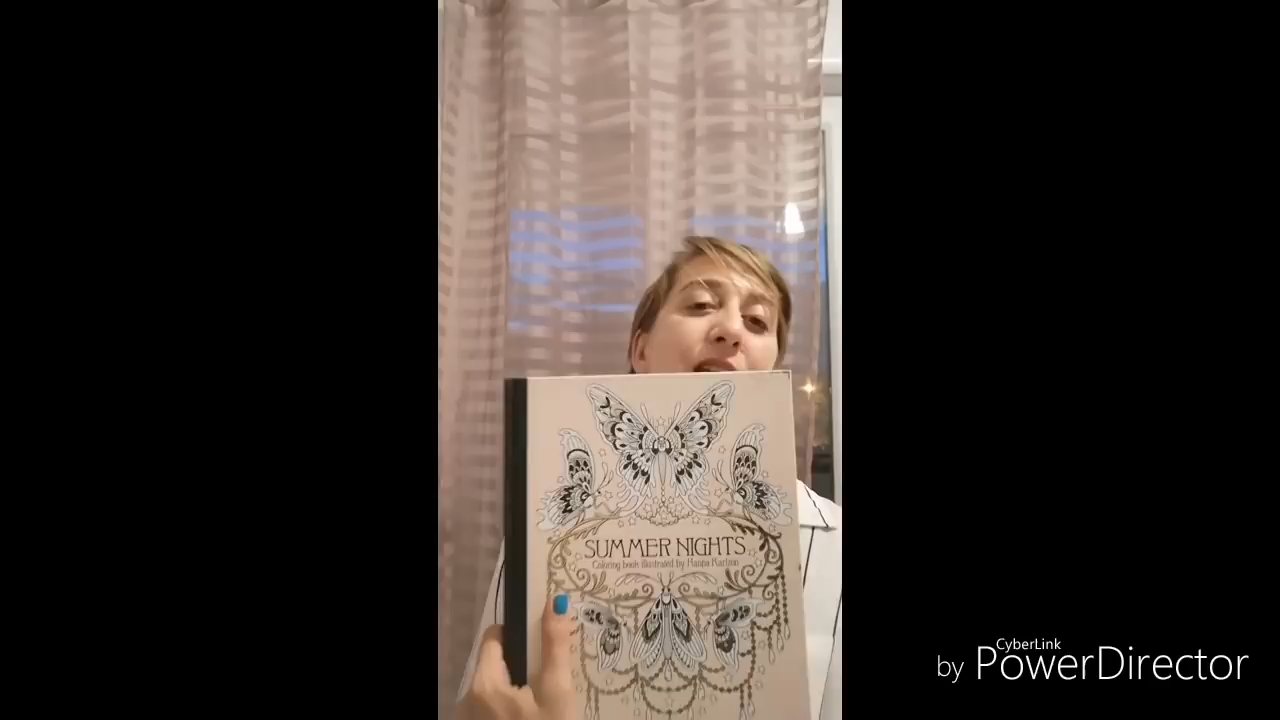 SUMMER NIGHTS
Coloring book illustrated by Hanna Karlzon
CyberLink
by PowerDirector